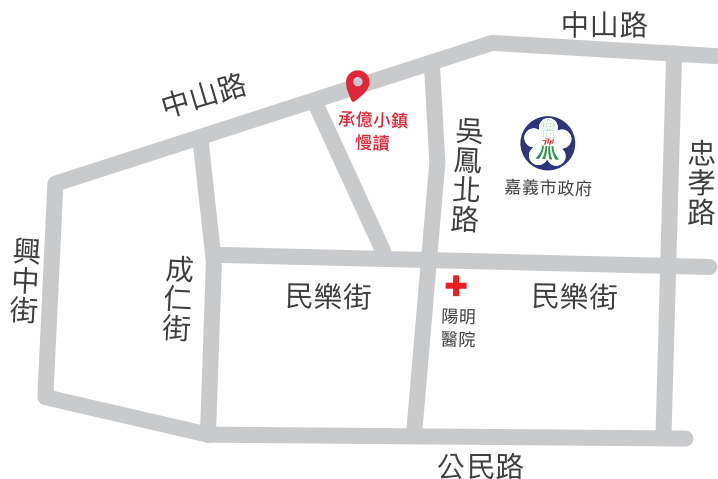 中山路
中山路
承億小鎮
慢讀
吳鳳北路
嘉義市政府
忠孝路
興中街
成仁街
民樂街
民樂街
陽明
醫院
公民路